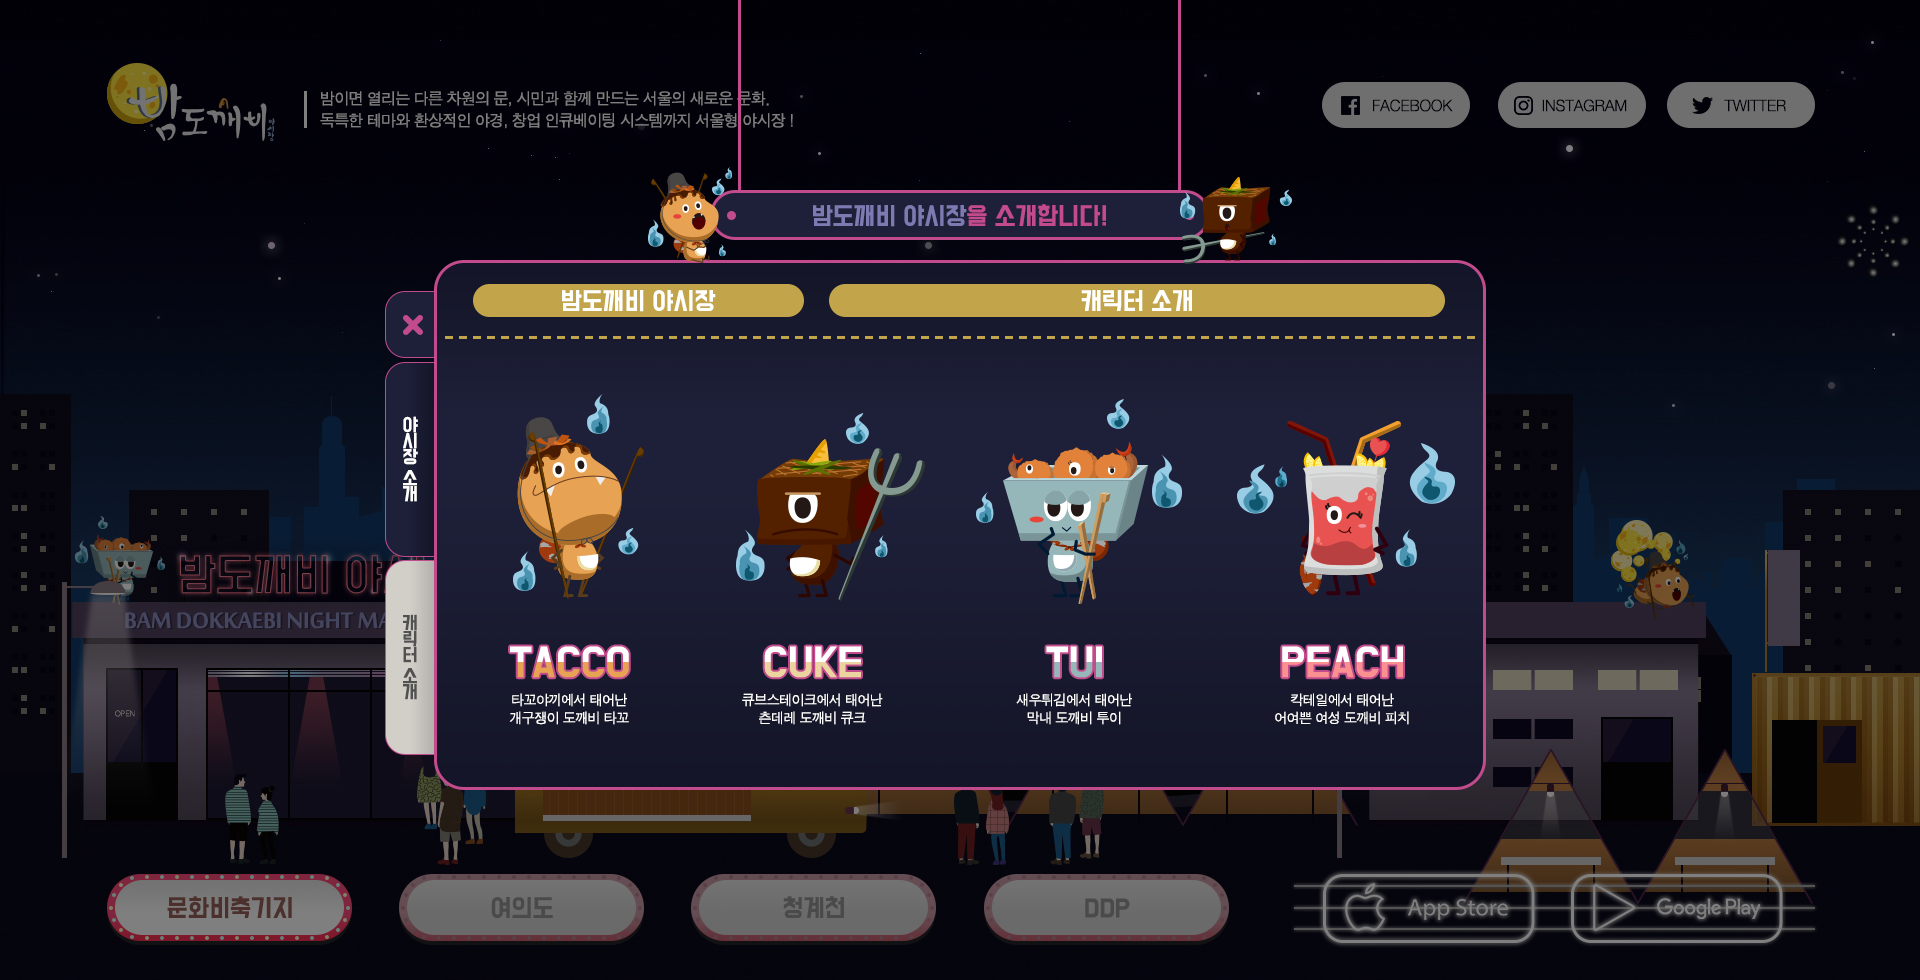 밤도깨비
야시장
밤이면 열리는 다른 차원의 문, 시민과 함께 만드는 서울의 새로운 문화.
독특한 테마와 환상적인 야경, 창업 인큐베이팅 시스템까지 서울형 야시장 !
FACEBOOK
INSTAGRAM
TWITTER
밤도깨비 야시장을 소개합니다!
밤도깨비 야시장
캐릭터 소개
야시장 소개
캐릭터 소개
밤도깨비 야
BAM DOKKAEBI NIGHT MA
OPEN
TACCO
타꼬야끼에서 태어난
개구쟁이 도깨비 타꼬
CUKE
큐브스테이크에서 태어난
츤데레 도깨비 큐크
TUI
새우튀김에서 태어난
막내 도깨비 투이
PEACH
칵테일에서 태어난
어여쁜 여성 도깨비 피치
문화비축기지
여의도
청계천
DDP
App Store
Google Play